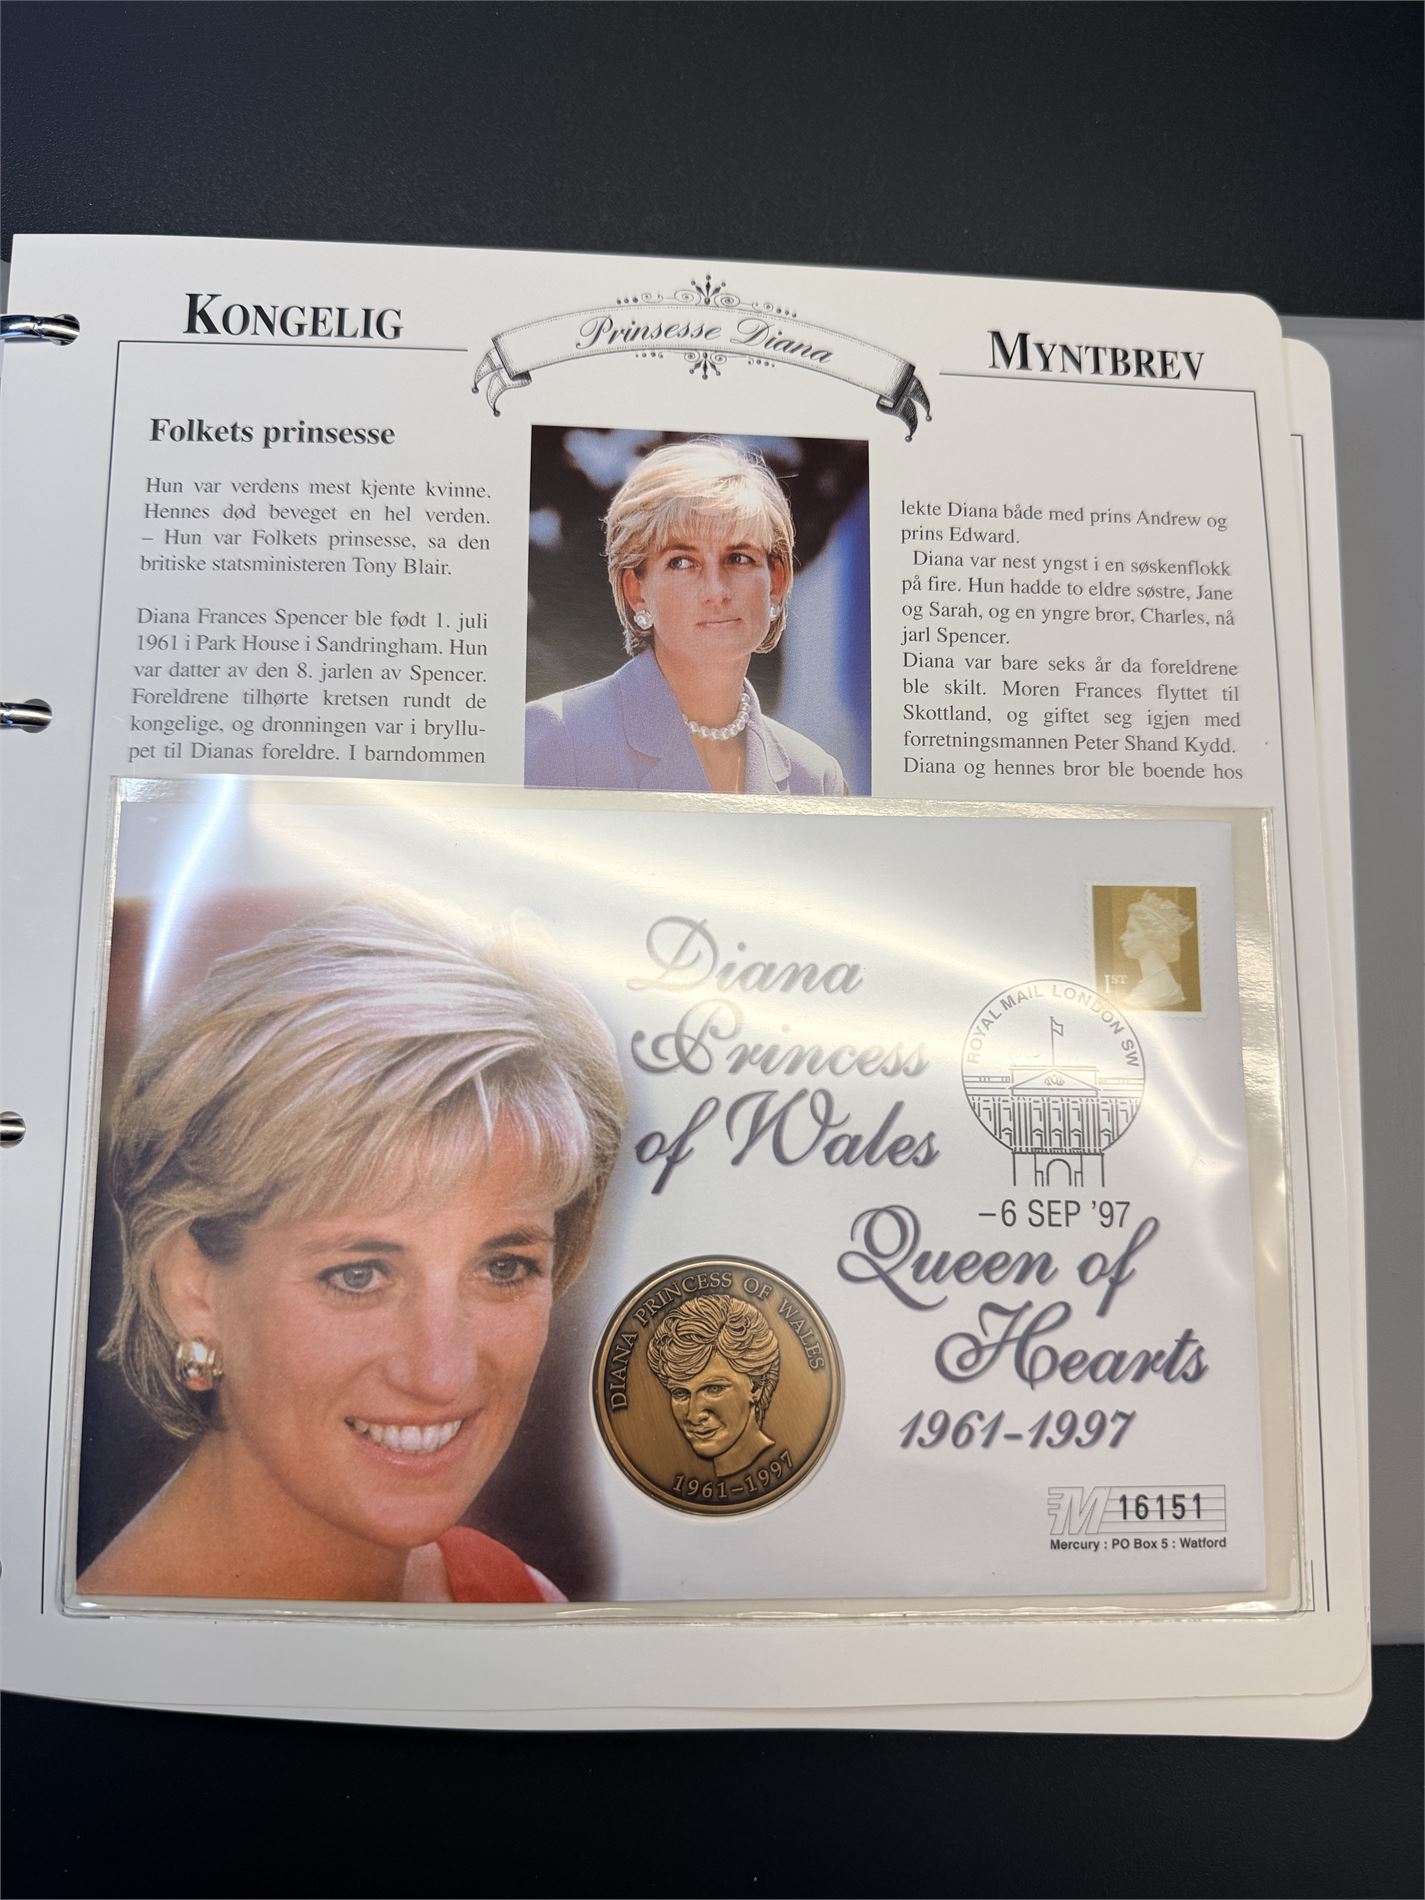 KONGELIG
Prinsesse Diana
MYNTBREV
Folkets prinsesse
Hun var verdens mest kjente kvinne.
Hennes død beveget en hel verden.
– Hun var Folkets prinsesse, sa den
britiske statsministeren Tony Blair.
Diana Frances Spencer ble født 1. juli
1961 i Park House i Sandringham. Hun
var datter av den 8. jarlen av Spencer.
Foreldrene tilhørte kretsen rundt de
kongelige, og dronningen var i bryllu-
pet til Dianas foreldre. I barndommen
lekte Diana både med prins Andrew og
prins Edward.
Diana var nest yngst i en søskenflokk
på fire. Hun hadde to eldre søstre, Jane
og Sarah, og en yngre bror, Charles, nå
jarl Spencer.
Diana var bare seks år da foreldrene
ble skilt. Moren Frances flyttet til
Skottland, og giftet seg igjen med
forretningsmannen Peter Shand Kydd.
Diana og hennes bror ble boende hos
Diana
Princess
of Wales
1ST
ROYAL MAIL LONDON SW
–6 SEP '97
Queen of
Hearts
1961-1997
DIANA PRINCESS OF WALES
1961–1997
M 16151
Mercury : PO Box 5 : Watford